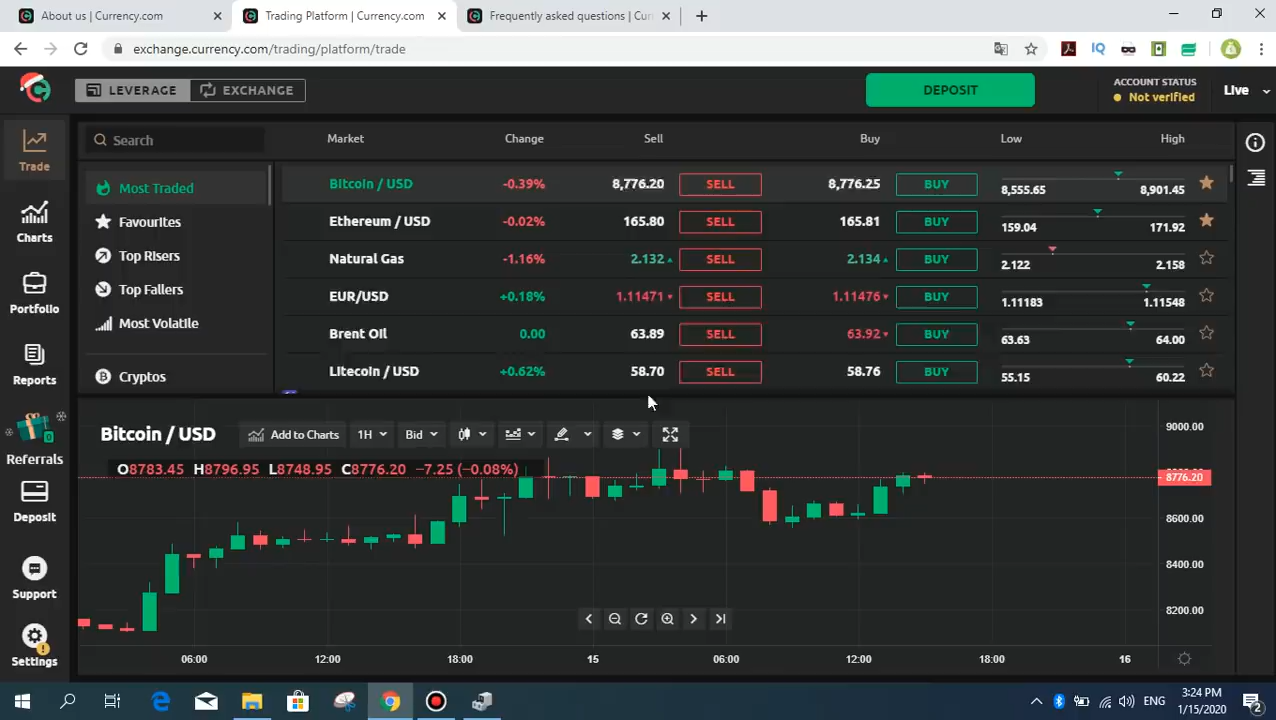 About us | Currency.com
Trading Platform | Currency.com
Frequently asked questions | Curr
exchange.currency.com/trading/platform/trade
LEVERAGE
EXCHANGE
DEPOSIT
ACCOUNT STATUS
Not verified
Live
Trade
Charts
Portfolio
Reports
Referrals
Deposit
Support
Settings
Search
Most Traded
Favourites
Top Risers
Top Fallers
Most Volatile
Cryptos
Market Change Sell Buy Low High
Bitcoin / USD -0.39% 8,776.20 SELL 8,776.25 BUY 8,555.65 8,901.45
Ethereum / USD -0.02% 165.80 SELL 165.81 BUY 159.04 171.92
Natural Gas -1.16% 2.132 SELL 2.134 BUY 2.122 2.158
EUR/USD +0.18% 1.11471 SELL 1.11476 BUY 1.11183 1.11548
Brent Oil 0.00 63.89 SELL 63.92 BUY 63.63 64.00
Litecoin / USD +0.62% 58.70 SELL 58.76 BUY 55.15 60.22
Bitcoin / USD Add to Charts 1H Bid
O8783.45 H8796.95 L8748.95 C8776.20 −7.25 (−0.08%)
9000.00
8776.20
8600.00
8400.00
8200.00
06:00 12:00 18:00 15 06:00 12:00 18:00 16
ENG
3:24 PM
1/15/2020
2